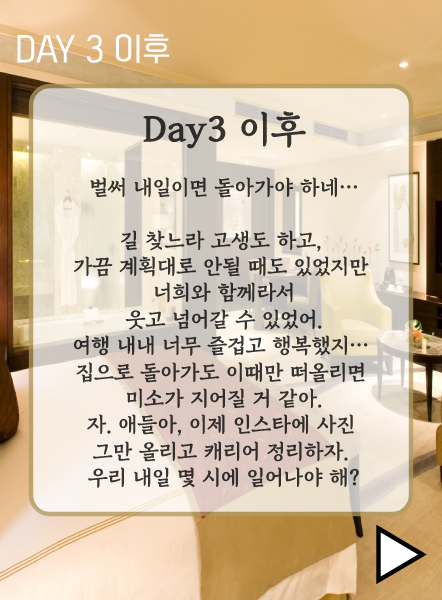 DAY 3 이후
Day3 이후
벌써 내일이면 돌아가야 하네…
길 찾느라 고생도 하고,
가끔 계획대로 안될 때도 있었지만
너희와 함께라서
웃고 넘어갈 수 있었어.
여행 내내 너무 즐겁고 행복했지…
집으로 돌아가도 이때만 떠올리면
미소가 지어질 거 같아.
자. 애들아, 이제 인스타에 사진
그만 올리고 캐리어 정리하자.
우리 내일 몇 시에 일어나야 해?